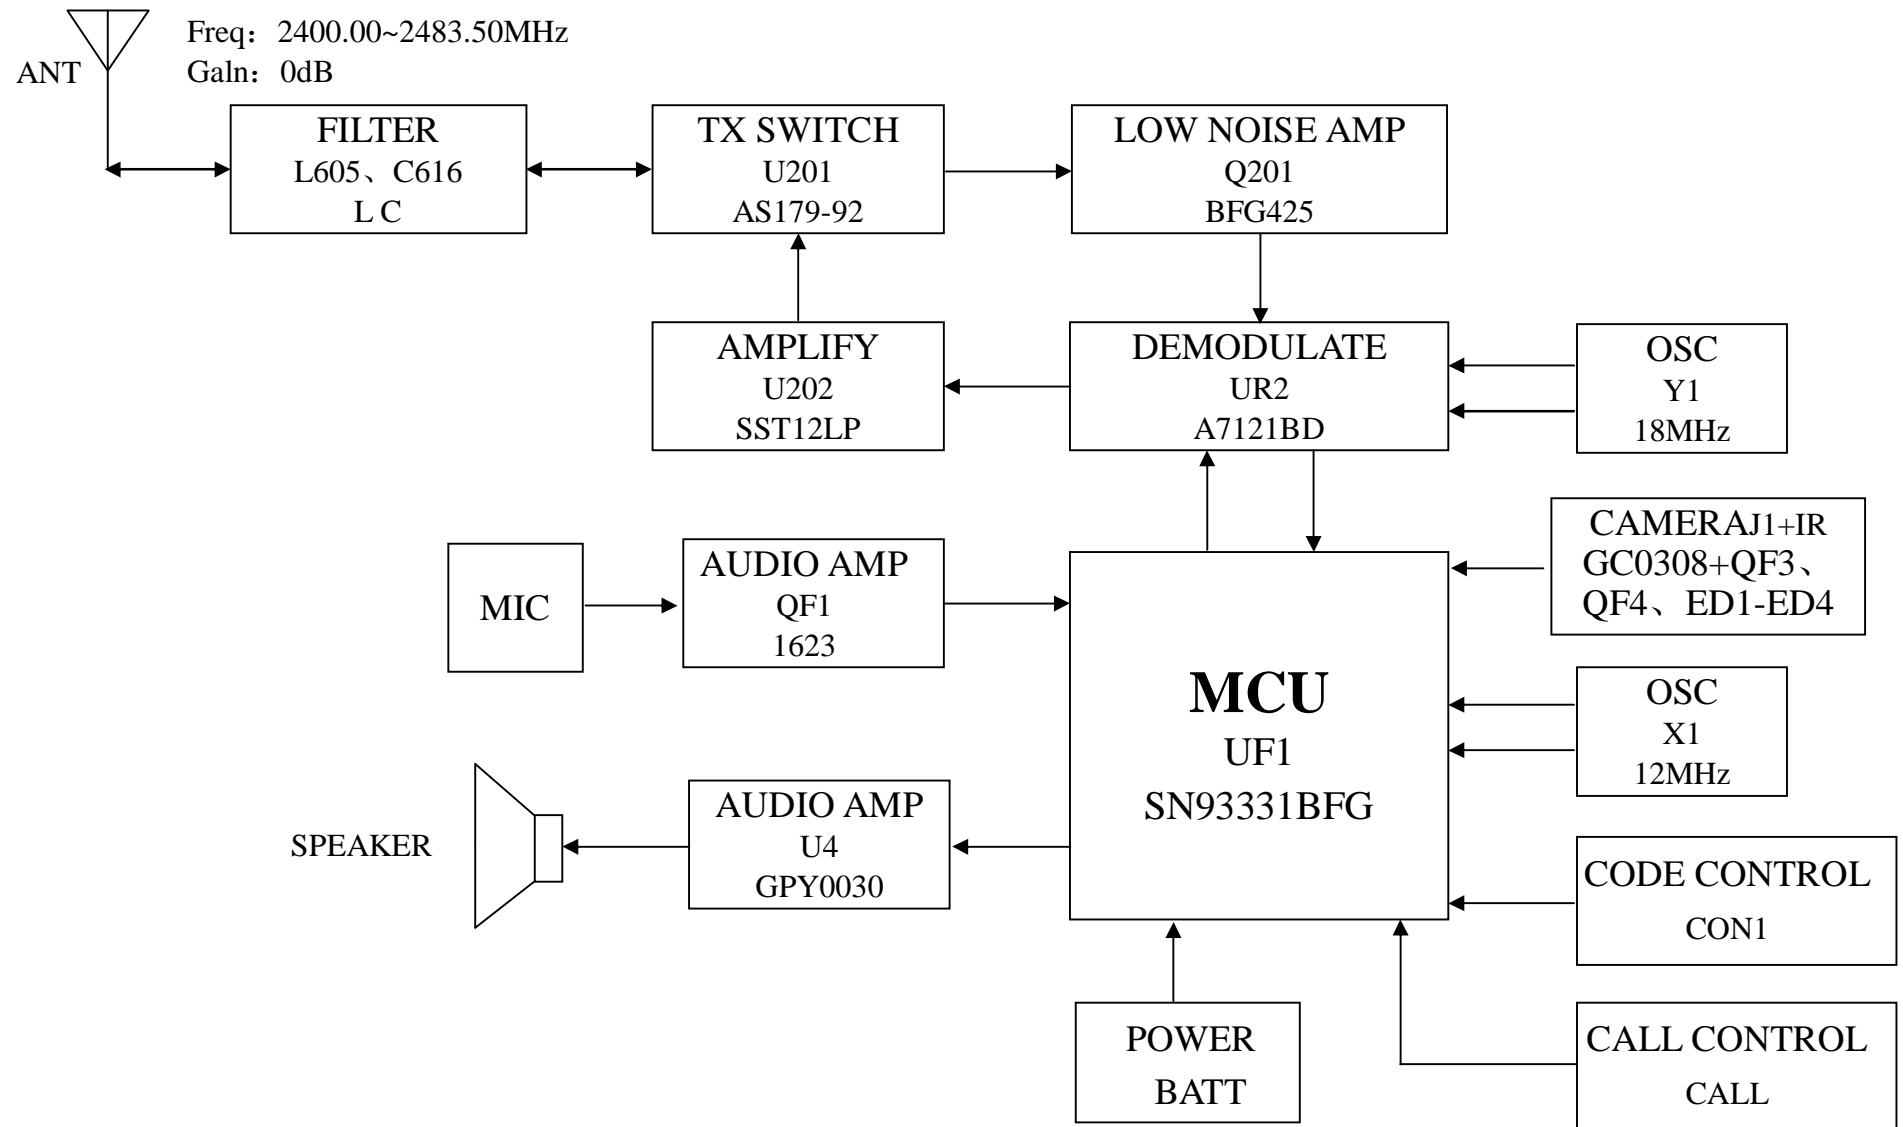 Freq：2400.00~2483.50MHz
Galn：0dB
ANT
FILTER
L605、C616
L C
TX SWITCH
U201
AS179-92
LOW NOISE AMP
Q201
BFG425
AMPLIFY
U202
SST12LP
DEMODULATE
UR2
A7121BD
OSC
Y1
18MHz
MIC
AUDIO AMP
QF1
1623
CAMERAJ1+IR
GC0308+QF3、
QF4、ED1-ED4
MCU
UF1
SN93331BFG
OSC
X1
12MHz
SPEAKER
AUDIO AMP
U4
GPY0030
CODE CONTROL
CON1
POWER
BATT
CALL CONTROL
CALL